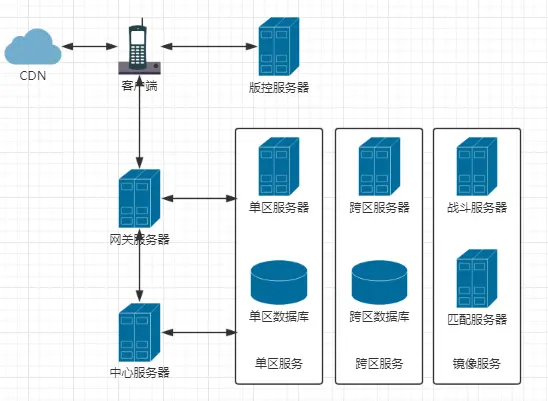 CDN
客户端
版控服务器
网关服务器
单区服务器
跨区服务器
战斗服务器
单区数据库
跨区数据库
匹配服务器
中心服务器
单区服务
跨区服务
镜像服务